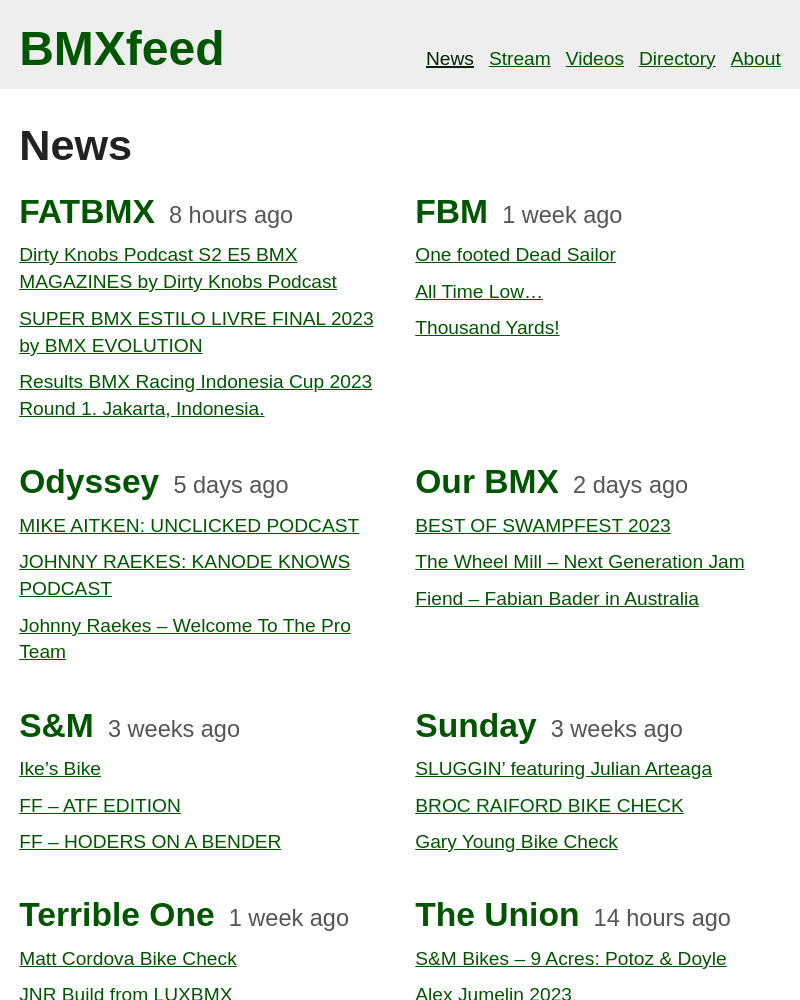 BMXfeed
News Stream Videos Directory About
News
FATBMX 8 hours ago
Dirty Knobs Podcast S2 E5 BMX
MAGAZINES by Dirty Knobs Podcast
SUPER BMX ESTILO LIVRE FINAL 2023
by BMX EVOLUTION
Results BMX Racing Indonesia Cup 2023
Round 1. Jakarta, Indonesia.
FBM 1 week ago
One footed Dead Sailor
All Time Low…
Thousand Yards!
Odyssey 5 days ago
MIKE AITKEN: UNCLICKED PODCAST
JOHNNY RAEKES: KANODE KNOWS
PODCAST
Johnny Raekes – Welcome To The Pro
Team
Our BMX 2 days ago
BEST OF SWAMPFEST 2023
The Wheel Mill – Next Generation Jam
Fiend – Fabian Bader in Australia
S&M 3 weeks ago
Ike’s Bike
FF – ATF EDITION
FF – HODERS ON A BENDER
Sunday 3 weeks ago
SLUGGIN’ featuring Julian Arteaga
BROC RAIFORD BIKE CHECK
Gary Young Bike Check
Terrible One 1 week ago
Matt Cordova Bike Check
JNR Build from LUXBMX
The Union 14 hours ago
S&M Bikes – 9 Acres: Potoz & Doyle
Alex Jumelin 2023